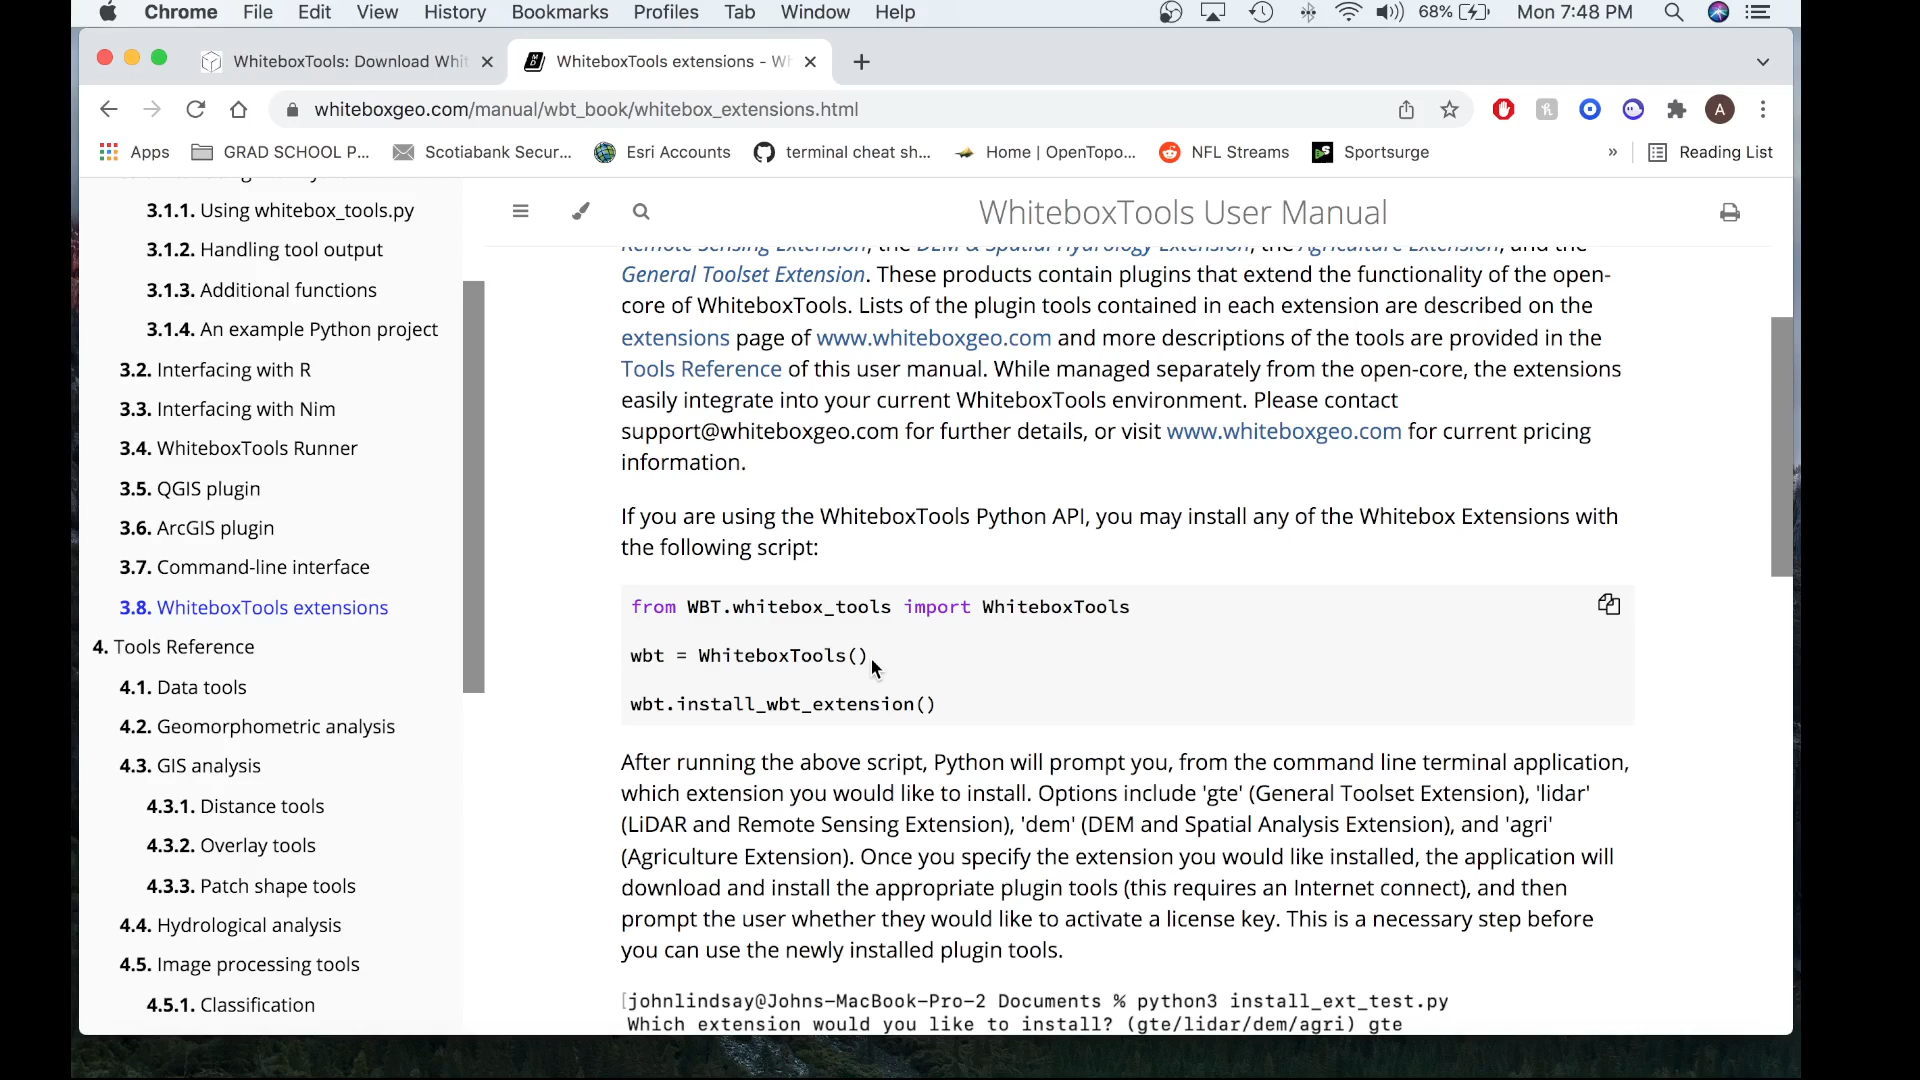 Chrome File Edit View History Bookmarks Profiles Tab Window Help 68% Mon 7:48 PM
WhiteboxTools: Download Whit
WhiteboxTools extensions - Wh
whiteboxgeo.com/manual/wbt_book/whitebox_extensions.html
A
Apps GRAD SCHOOL P... Scotiabank Secur... Esri Accounts terminal cheat sh... Home | OpenTopo... NFL Streams Sportsurge » Reading List
3.1.1. Using whitebox_tools.py
3.1.2. Handling tool output
3.1.3. Additional functions
3.1.4. An example Python project
3.2. Interfacing with R
3.3. Interfacing with Nim
3.4. WhiteboxTools Runner
3.5. QGIS plugin
3.6. ArcGIS plugin
3.7. Command-line interface
3.8. WhiteboxTools extensions
4. Tools Reference
4.1. Data tools
4.2. Geomorphometric analysis
4.3. GIS analysis
4.3.1. Distance tools
4.3.2. Overlay tools
4.3.3. Patch shape tools
4.4. Hydrological analysis
4.5. Image processing tools
4.5.1. Classification
WhiteboxTools User Manual
Remote Sensing Extension, the DEM & Spatial Hydrology Extension, the Agriculture Extension, and the
General Toolset Extension. These products contain plugins that extend the functionality of the open-
core of WhiteboxTools. Lists of the plugin tools contained in each extension are described on the
extensions page of www.whiteboxgeo.com and more descriptions of the tools are provided in the
Tools Reference of this user manual. While managed separately from the open-core, the extensions
easily integrate into your current WhiteboxTools environment. Please contact
support@whiteboxgeo.com for further details, or visit www.whiteboxgeo.com for current pricing
information.
If you are using the WhiteboxTools Python API, you may install any of the Whitebox Extensions with
the following script:
from WBT.whitebox_tools import WhiteboxTools
wbt = WhiteboxTools()
wbt.install_wbt_extension()
After running the above script, Python will prompt you, from the command line terminal application,
which extension you would like to install. Options include 'gte' (General Toolset Extension), 'lidar'
(LiDAR and Remote Sensing Extension), 'dem' (DEM and Spatial Analysis Extension), and 'agri'
(Agriculture Extension). Once you specify the extension you would like installed, the application will
download and install the appropriate plugin tools (this requires an Internet connect), and then
prompt the user whether they would like to activate a license key. This is a necessary step before
you can use the newly installed plugin tools.
[johnlindsay@Johns-MacBook-Pro-2 Documents % python3 install_ext_test.py
Which extension would you like to install? (gte/lidar/dem/agri) gte